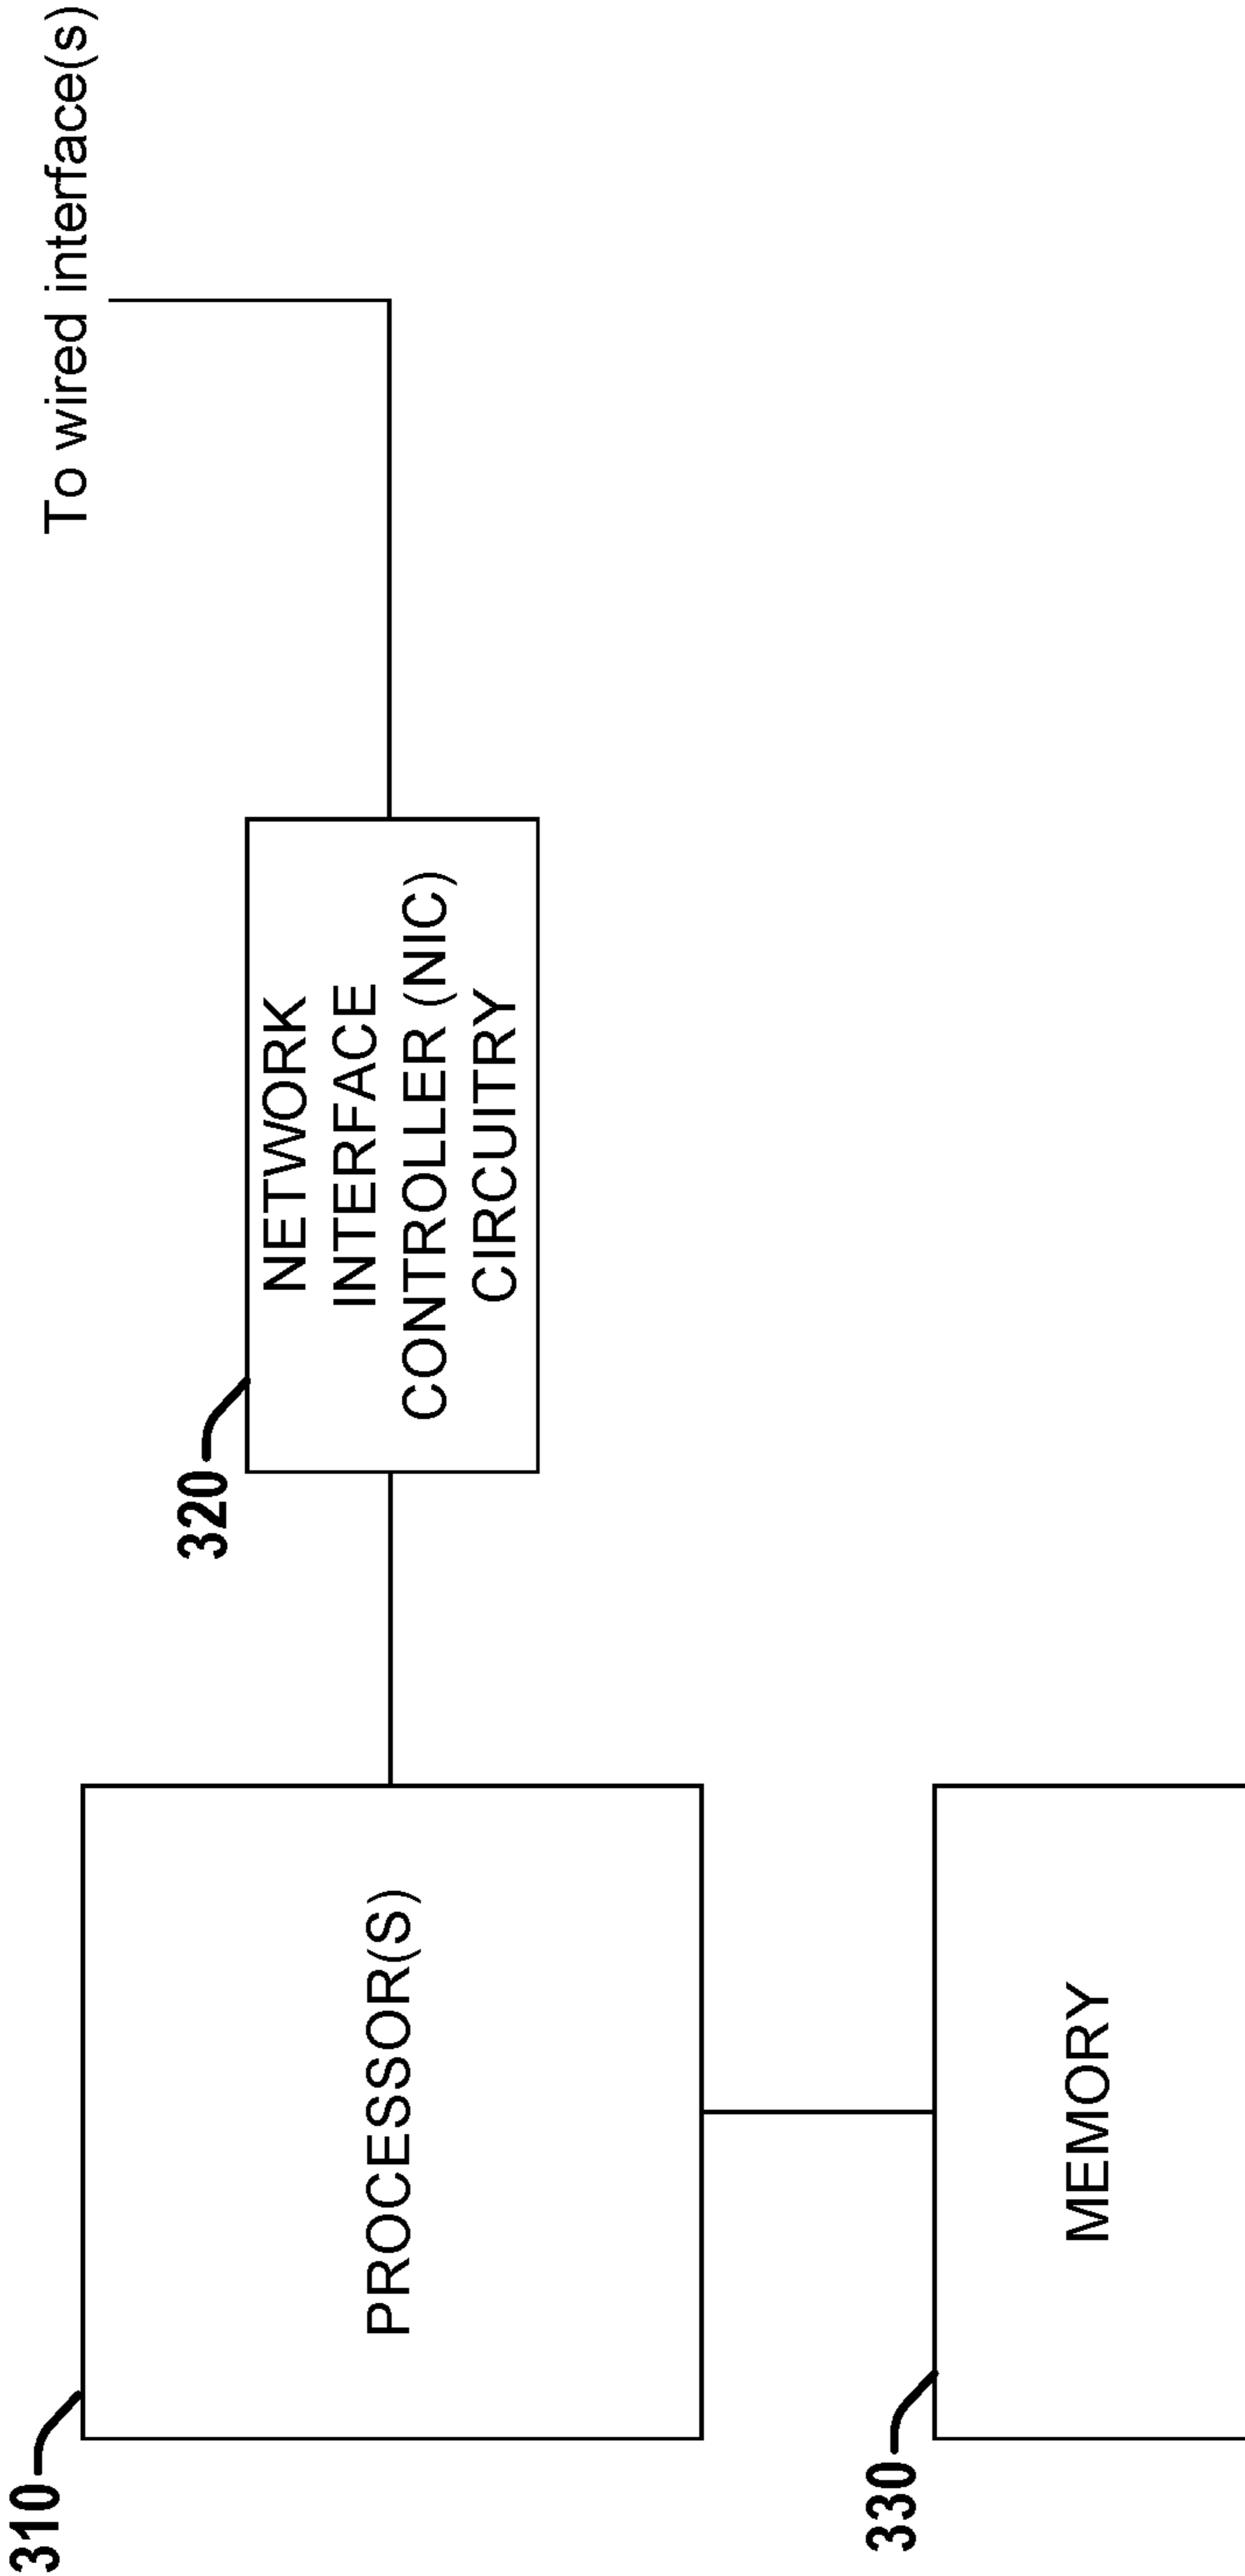 To wired interface(s)
310
PROCESSOR(S)
320
NETWORK
INTERFACE
CONTROLLER (NIC)
CIRCUITRY
330
MEMORY